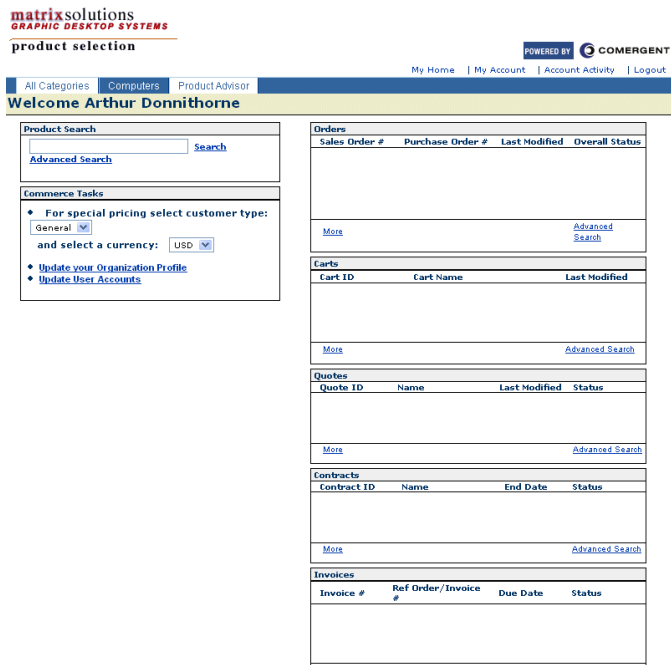 matrixsolutions
GRAPHIC DESKTOP SYSTEMS
product selection
POWERED BY COMERGENT
My Home | My Account | Account Activity | Logout
All Categories Computers Product Advisor
Welcome Arthur Donnithorne
Product Search
Search
Advanced Search
Commerce Tasks
For special pricing select customer type:
General
and select a currency: USD
Update your Organization Profile
Update User Accounts
Orders
Sales Order # Purchase Order # Last Modified Overall Status
More Advanced
Search
Carts
Cart ID Cart Name Last Modified
More Advanced Search
Quotes
Quote ID Name Last Modified Status
More Advanced Search
Contracts
Contract ID Name End Date Status
More Advanced Search
Invoices
Invoice # Ref Order/Invoice
# Due Date Status